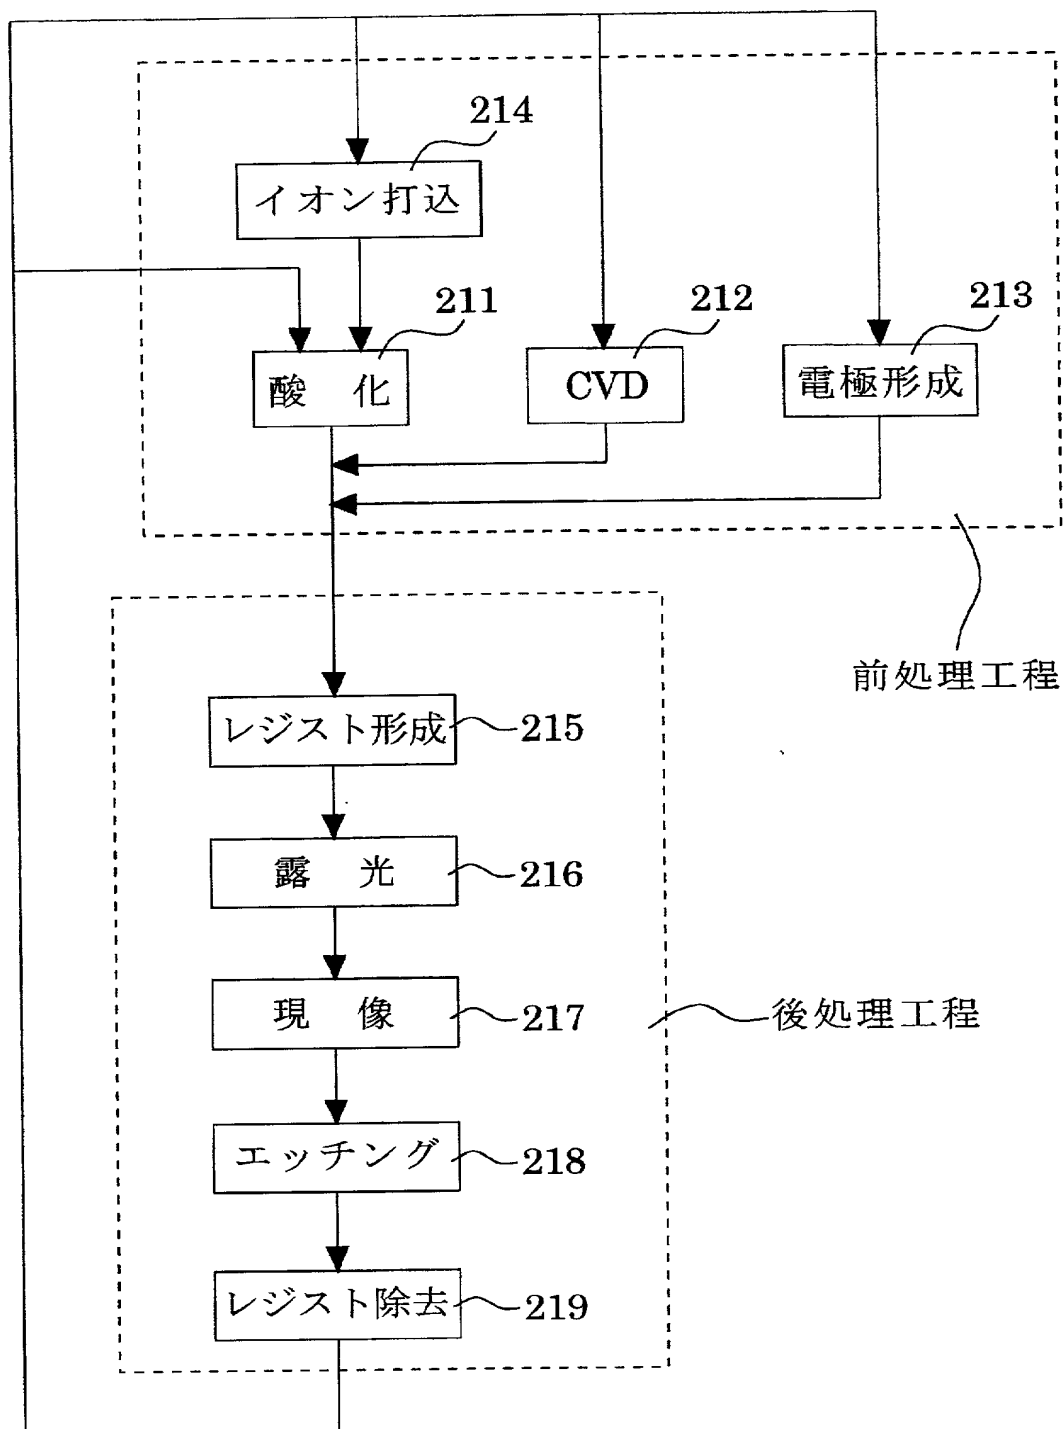 214
イオン打込
211
212
213
酸 化
CVD
電極形成
前処理工程
レジスト形成
215
露 光
216
現 像
217
後処理工程
エッチング
218
レジスト除去
219